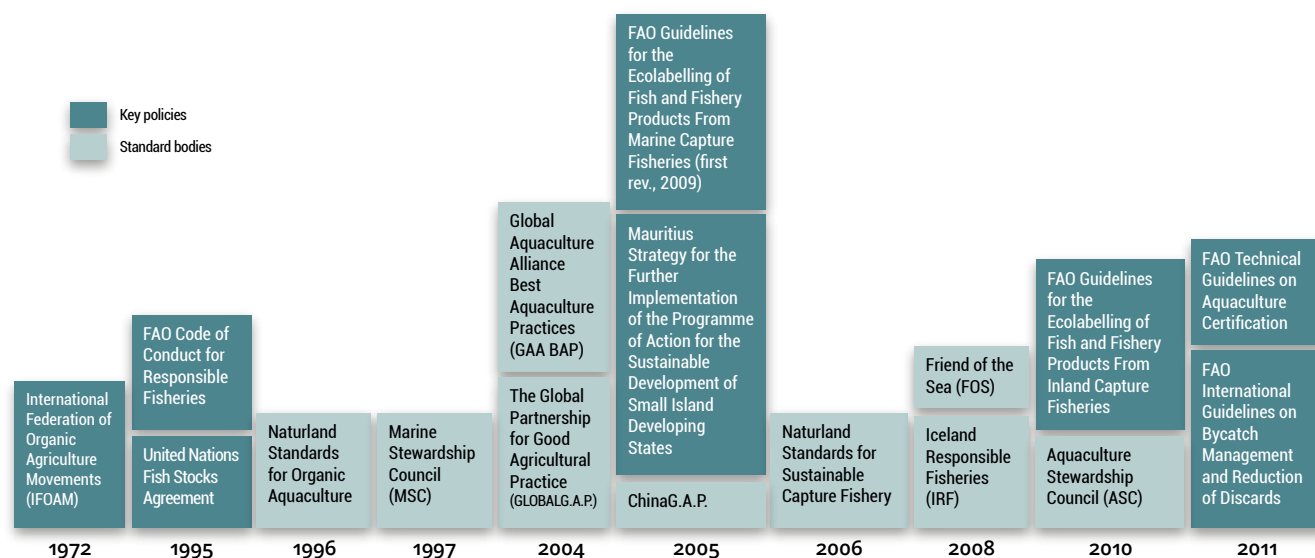 Key policies
Standard bodies
International
Federation of
Organic
Agriculture
Movements
(IFOAM)
FAO Code of
Conduct for
Responsible
Fisheries
United Nations
Fish Stocks
Agreement
Naturland
Standards
for Organic
Aquaculture
Marine
Stewardship
Council
(MSC)
Global
Aquaculture
Alliance
Best
Aquaculture
Practices
(GAA BAP)
The Global
Partnership
for Good
Agricultural
Practice
(GLOBALG.A.P.)
FAO Guidelines
for the
Ecolabelling of
Fish and Fishery
Products From
Marine Capture
Fisheries (first
rev., 2009)
Mauritius
Strategy for the
Further
Implementation
of the Programme
of Action for the
Sustainable
Development of
Small Island
Developing
States
ChinaG.A.P.
Naturland
Standards for
Sustainable
Capture Fishery
Friend of the
Sea (FOS)
Iceland
Responsible
Fisheries
(IRF)
FAO Guidelines
for the
Ecolabelling of
Fish and Fishery
Products From
Inland Capture
Fisheries
Aquaculture
Stewardship
Council (ASC)
FAO Technical
Guidelines on
Aquaculture
Certification
FAO
International
Guidelines on
Bycatch
Management
and Reduction
of Discards
1972 1995 1996 1997 2004 2005 2006 2008 2010 2011